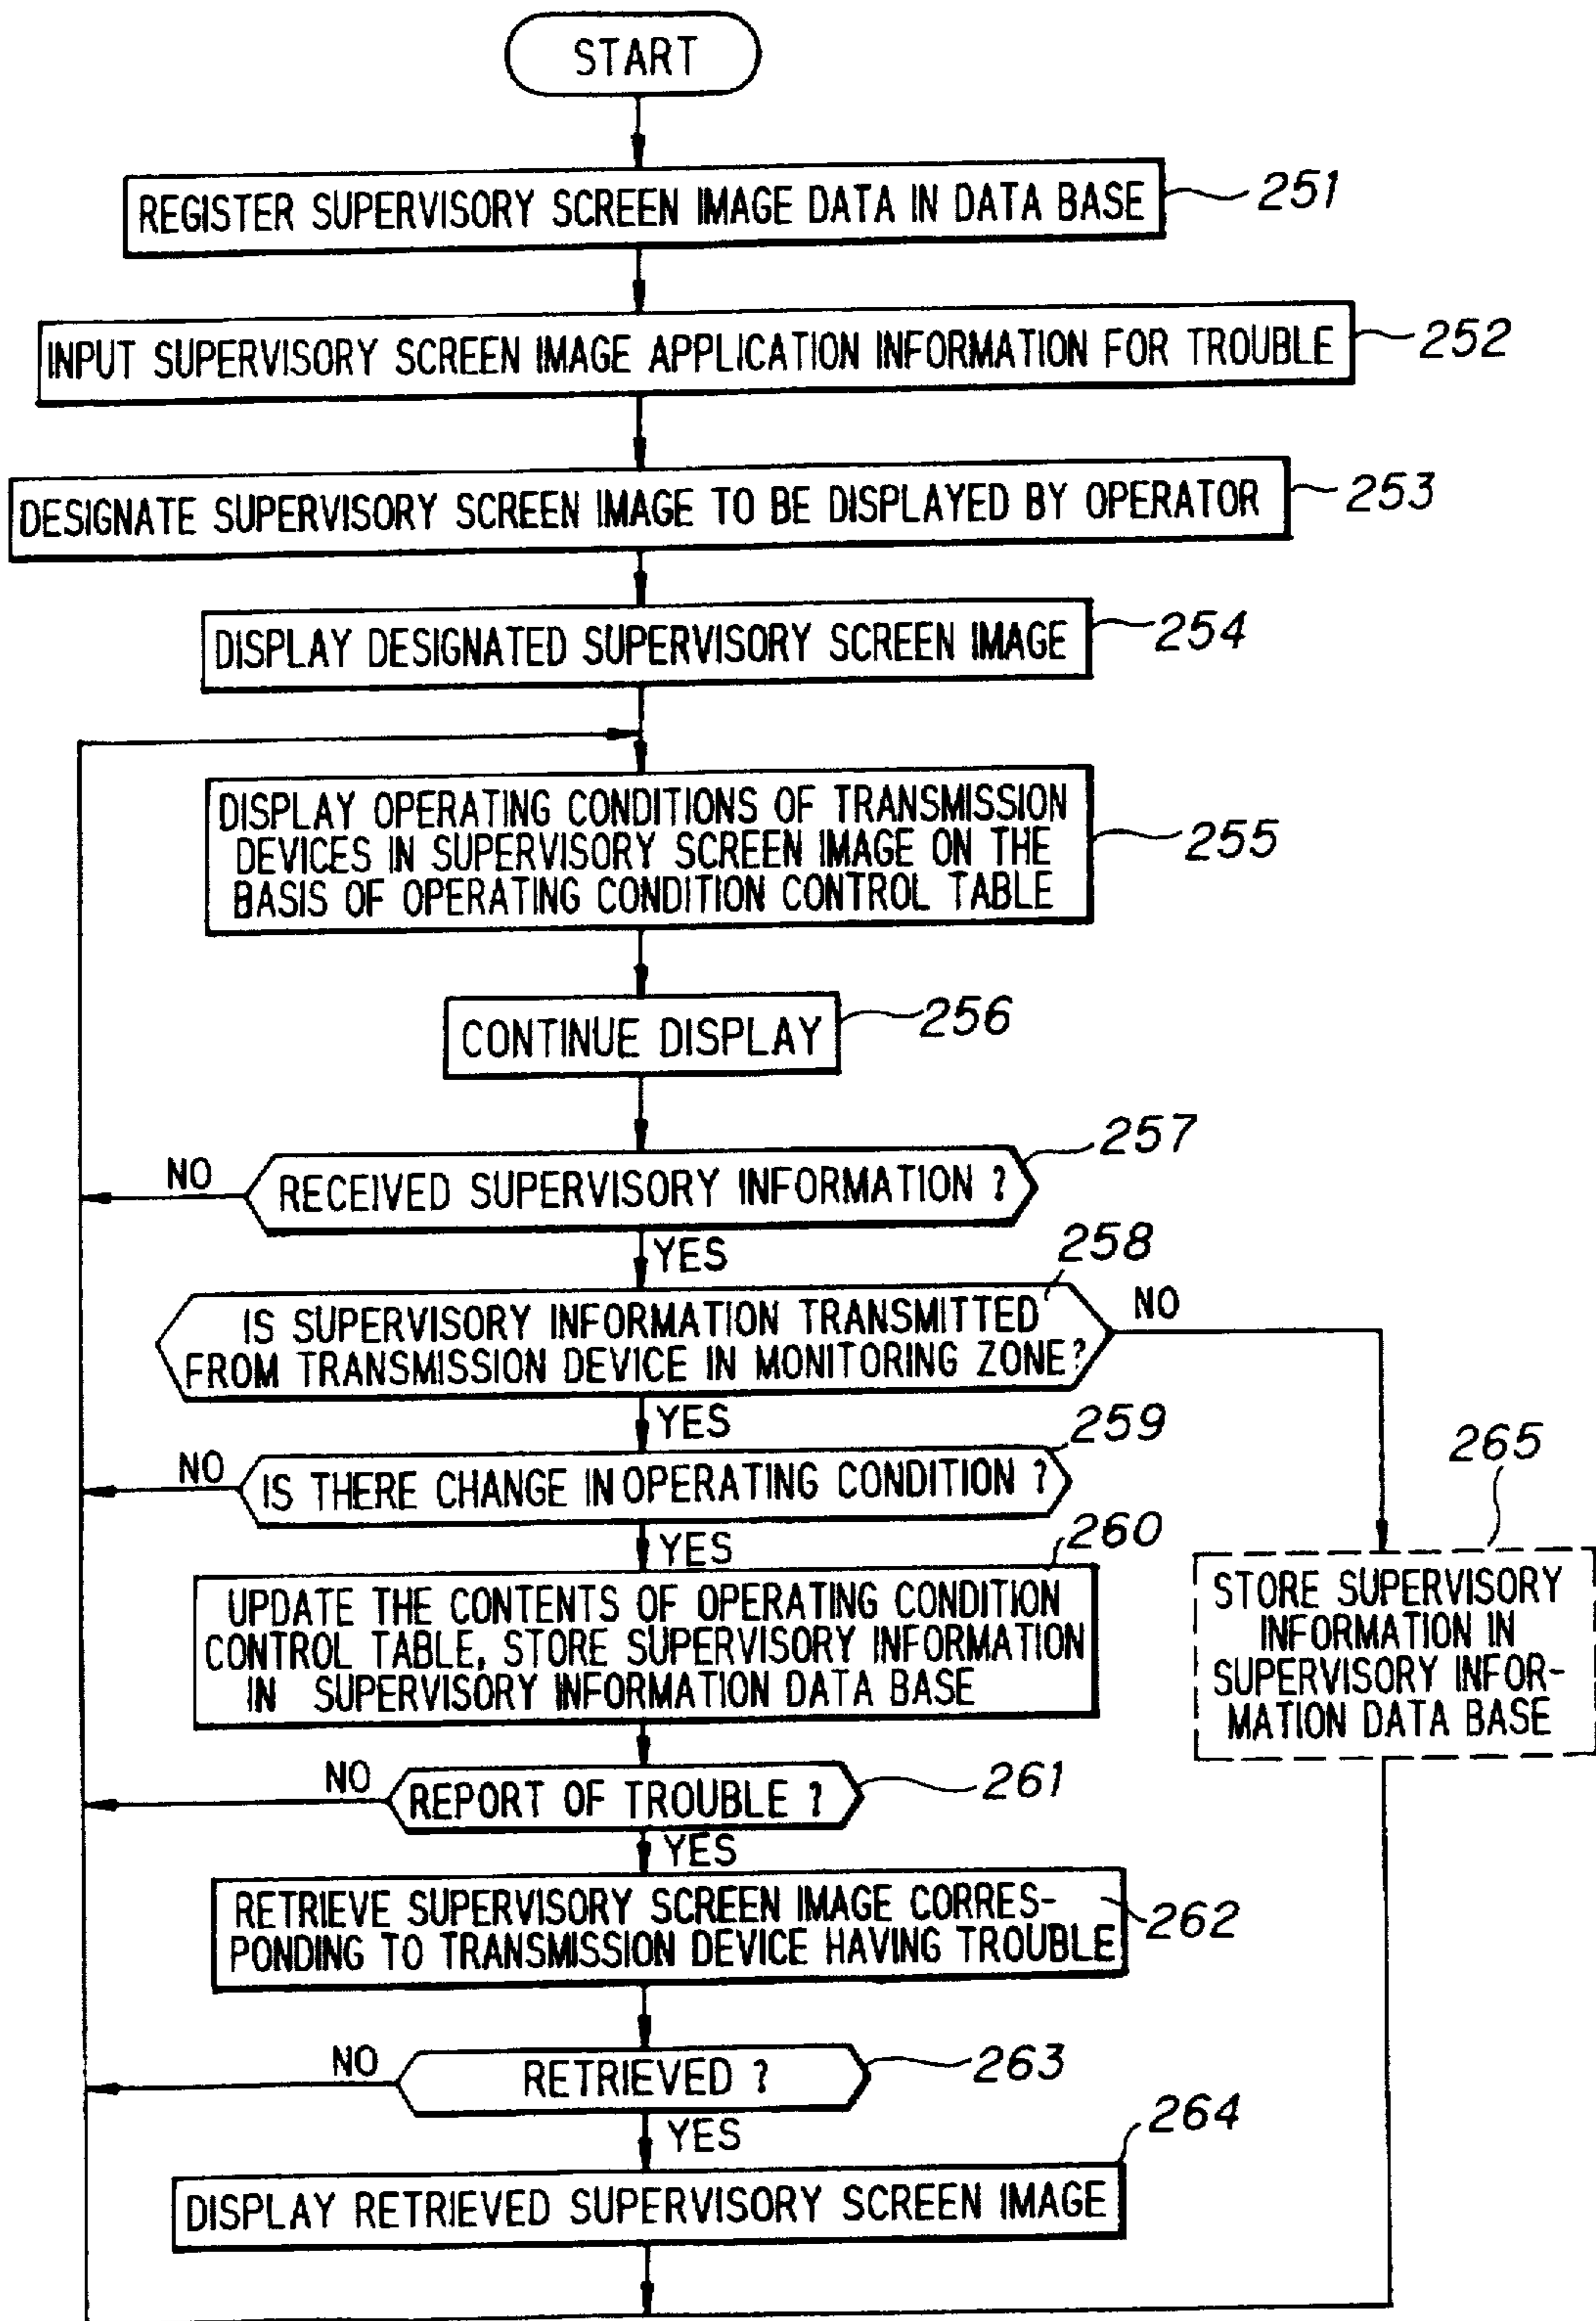 START
REGISTER SUPERVISORY SCREEN IMAGE DATA IN DATA BASE
251
INPUT SUPERVISORY SCREEN IMAGE APPLICATION INFORMATION FOR TROUBLE
252
DESIGNATE SUPERVISORY SCREEN IMAGE TO BE DISPLAYED BY OPERATOR
253
DISPLAY DESIGNATED SUPERVISORY SCREEN IMAGE
254
DISPLAY OPERATING CONDITIONS OF TRANSMISSION
DEVICES IN SUPERVISORY SCREEN IMAGE ON THE
BASIS OF OPERATING CONDITION CONTROL TABLE
255
CONTINUE DISPLAY
256
257
NO
RECEIVED SUPERVISORY INFORMATION ?
YES
258
IS SUPERVISORY INFORMATION TRANSMITTED
FROM TRANSMISSION DEVICE IN MONITORING ZONE?
NO
YES
259
NO
IS THERE CHANGE IN OPERATING CONDITION ?
YES
260
UPDATE THE CONTENTS OF OPERATING CONDITION
CONTROL TABLE, STORE SUPERVISORY INFORMATION
IN SUPERVISORY INFORMATION DATA BASE
265
STORE SUPERVISORY
INFORMATION IN
SUPERVISORY INFOR-
MATION DATA BASE
NO
REPORT OF TROUBLE ?
261
YES
RETRIEVE SUPERVISORY SCREEN IMAGE CORRES-
PONDING TO TRANSMISSION DEVICE HAVING TROUBLE
262
NO
RETRIEVED ?
263
YES
264
DISPLAY RETRIEVED SUPERVISORY SCREEN IMAGE